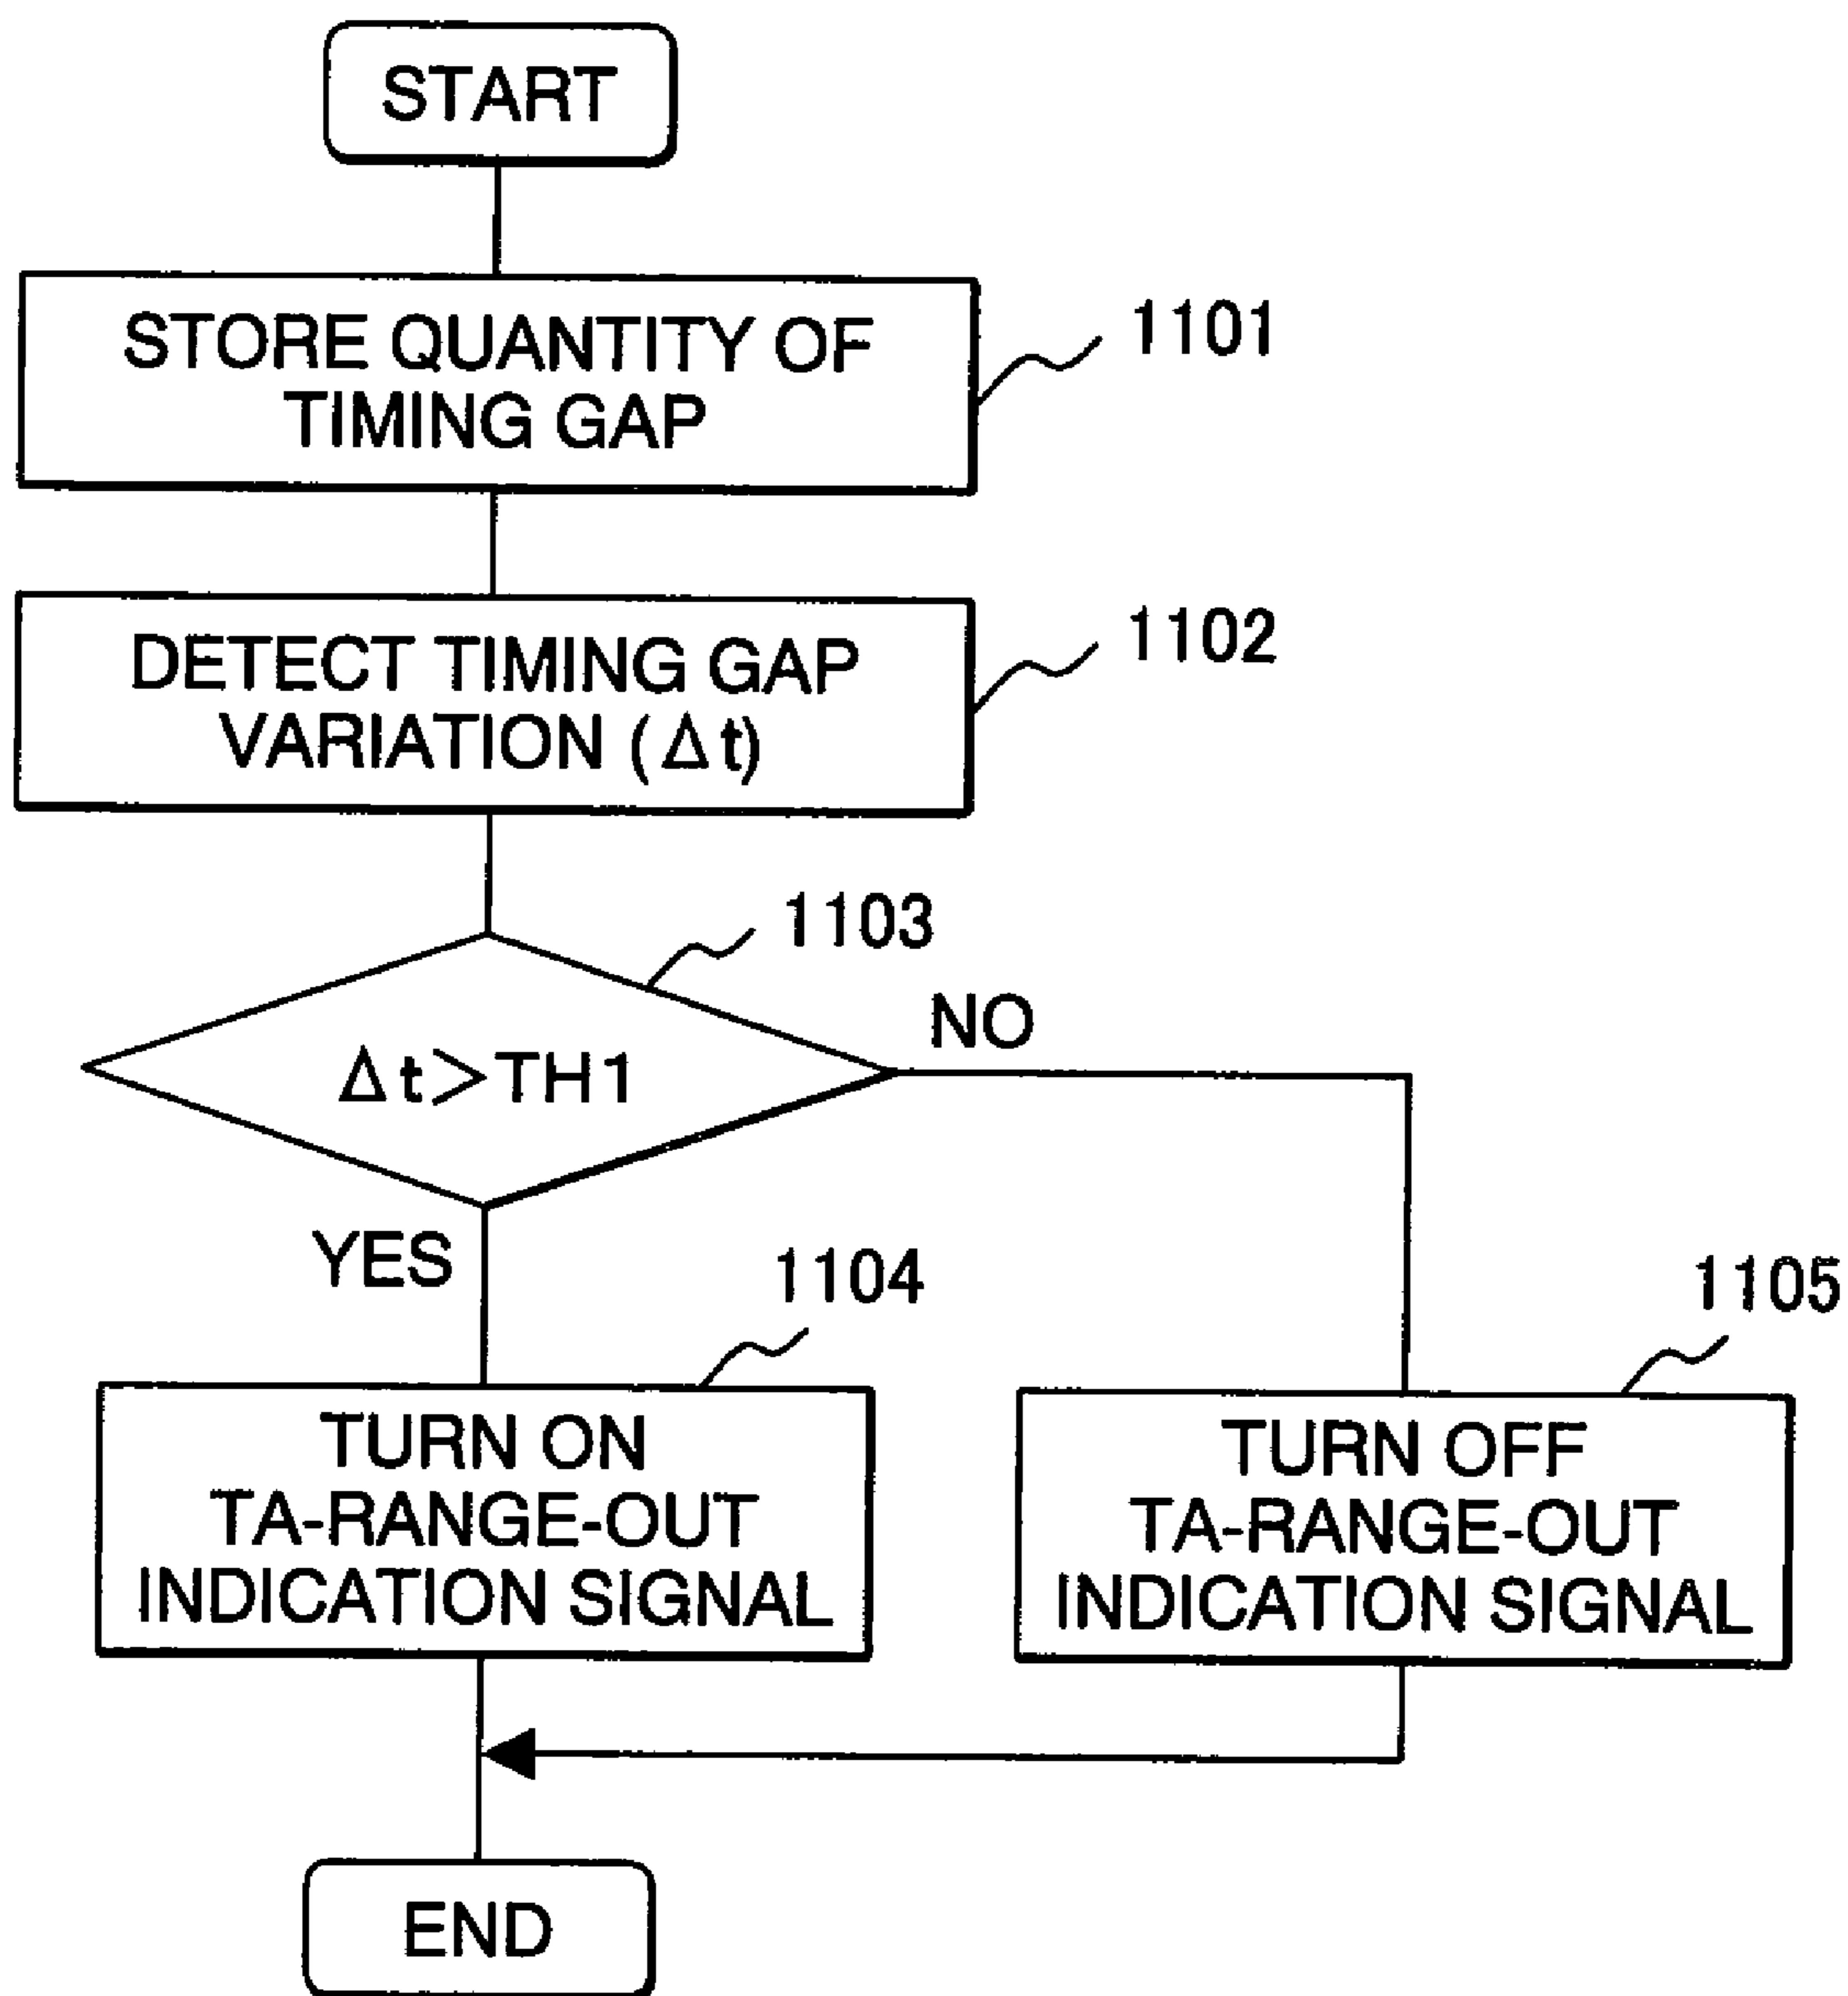 START
STORE QUANTITY OF
TIMING GAP
1101
DETECT TIMING GAP
VARIATION (Δt)
1102
1103
Δt>TH1
NO
YES
1104
TURN ON
TA-RANGE-OUT
INDICATION SIGNAL
1105
TURN OFF
TA-RANGE-OUT
INDICATION SIGNAL
END